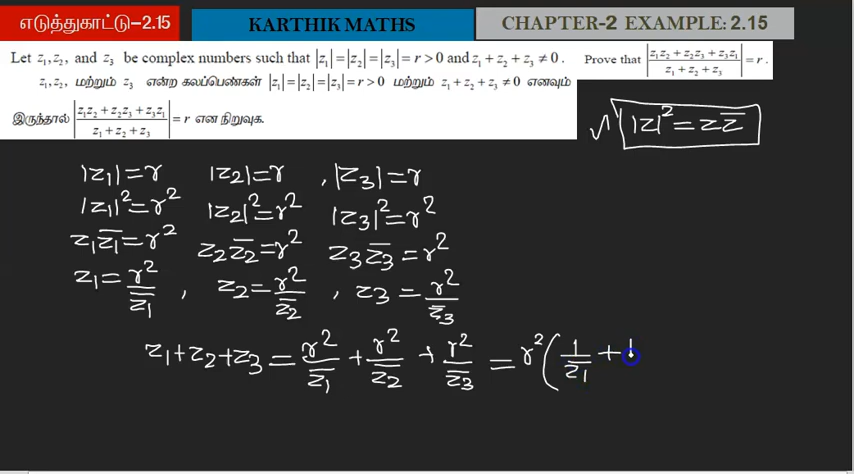 எடுத்துகாட்டு-2.15 KARTHIK MATHS CHAPTER-2 EXAMPLE: 2.15
Let z₁, z₂, and z₃ be complex numbers such that |z₁| = |z₂| = |z₃| = r > 0 and z₁ + z₂ + z₃ ≠ 0. Prove that |(z₁z₂ + z₂z₃ + z₃z₁)/(z₁ + z₂ + z₃)| = r.
z₁, z₂, மற்றும் z₃ என்ற கலப்பெண்கள் |z₁| = |z₂| = |z₃| = r > 0 மற்றும் z₁ + z₂ + z₃ ≠ 0 எனவும்
இருந்தால் |(z₁z₂ + z₂z₃ + z₃z₁)/(z₁ + z₂ + z₃)| = r என நிறுவுக.
|z|² = z z̅
|z₁| = r |z₂| = r , |z₃| = r
|z₁|² = r² |z₂|² = r² |z₃|² = r²
z₁ z̅₁ = r² z₂ z̅₂ = r² z₃ z̅₃ = r²
z₁ = r²/z̅₁ , z₂ = r²/z̅₂ , z₃ = r²/z̅₃
z₁ + z₂ + z₃ = r²/z̅₁ + r²/z̅₂ + r²/z̅₃ = r² ( 1/z̅₁ + 1